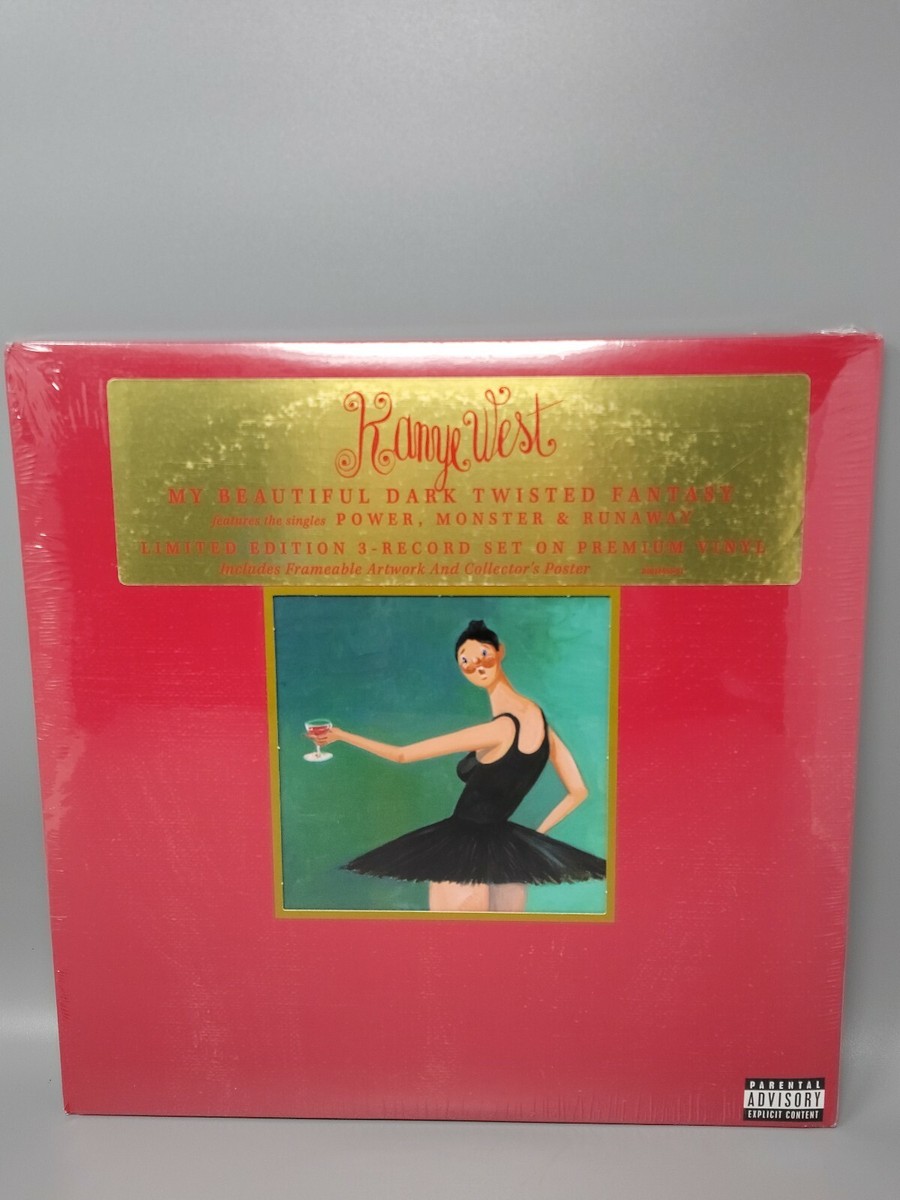 Kanye West
MY BEAUTIFUL DARK TWISTED FANTASY
features the singles POWER, MONSTER & RUNAWAY
LIMITED EDITION 3-RECORD SET ON PREMIUM VINYL
Includes Frameable Artwork And Collector's Poster
PARENTAL
ADVISORY
EXPLICIT CONTENT